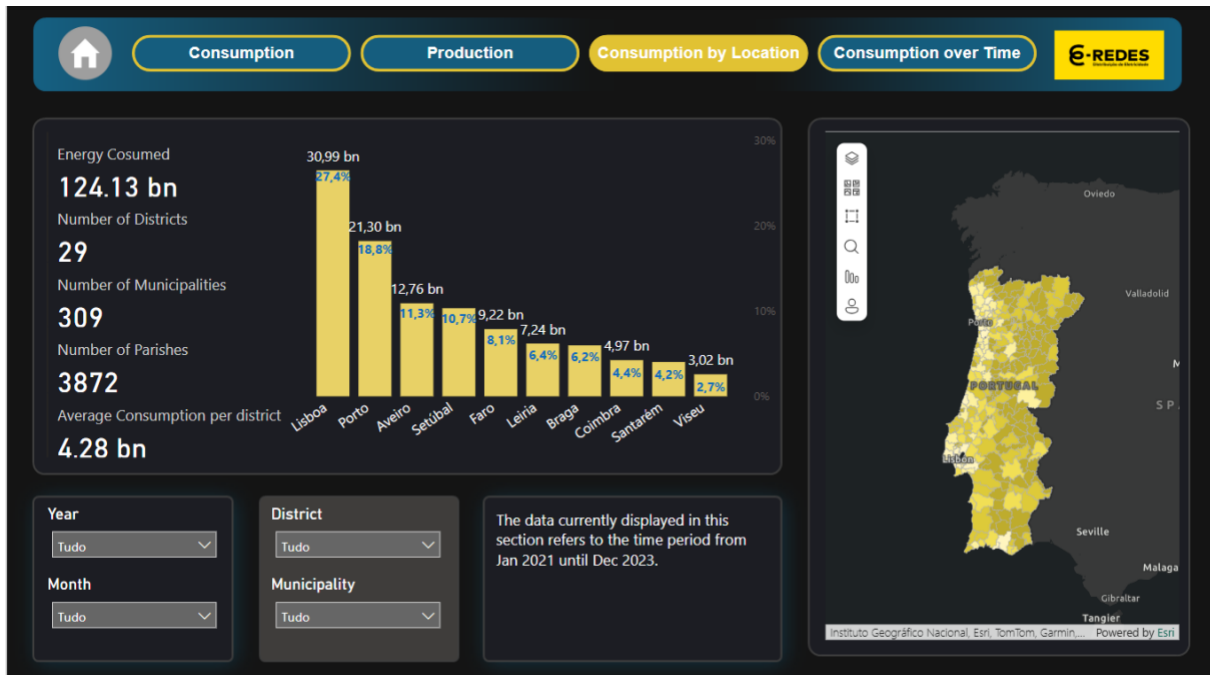 Consumption
Production
Consumption by Location
Consumption over Time
e-REDES
Energy Cosumed
124.13 bn
Number of Districts
29
Number of Municipalities
309
Number of Parishes
3872
Average Consumption per district
4.28 bn
30%
20%
10%
0%
30,99 bn
27,4%
21,30 bn
18,8%
12,76 bn
11,3%
10,7%
9,22 bn
8,1%
7,24 bn
6,4%
6,2%
4,97 bn
4,4%
4,2%
3,02 bn
2,7%
Lisboa
Porto
Aveiro
Setúbal
Faro
Leiria
Braga
Coimbra
Santarém
Viseu
Oviedo
Valladolid
Porto
M
PORTUGAL
S P
Lisbon
Seville
Malaga
Gibraltar
Tangier
Instituto Geográfico Nacional, Esri, TomTom, Garmin,... Powered by Esri
Year
Tudo
Month
Tudo
District
Tudo
Municipality
Tudo
The data currently displayed in this
section refers to the time period from
Jan 2021 until Dec 2023.